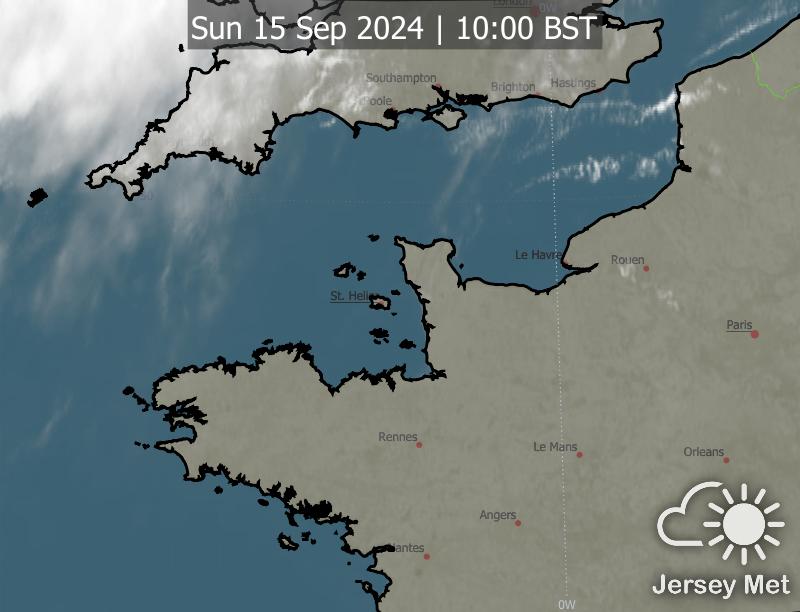 London
0W
Sun 15 Sep 2024 | 10:00 BST
Southampton
Brighton
Hastings
Poole
50
Le Havre
Rouen
St. Helier
Paris
Rennes
Le Mans
Orleans
Angers
Nantes
Jersey Met
0W